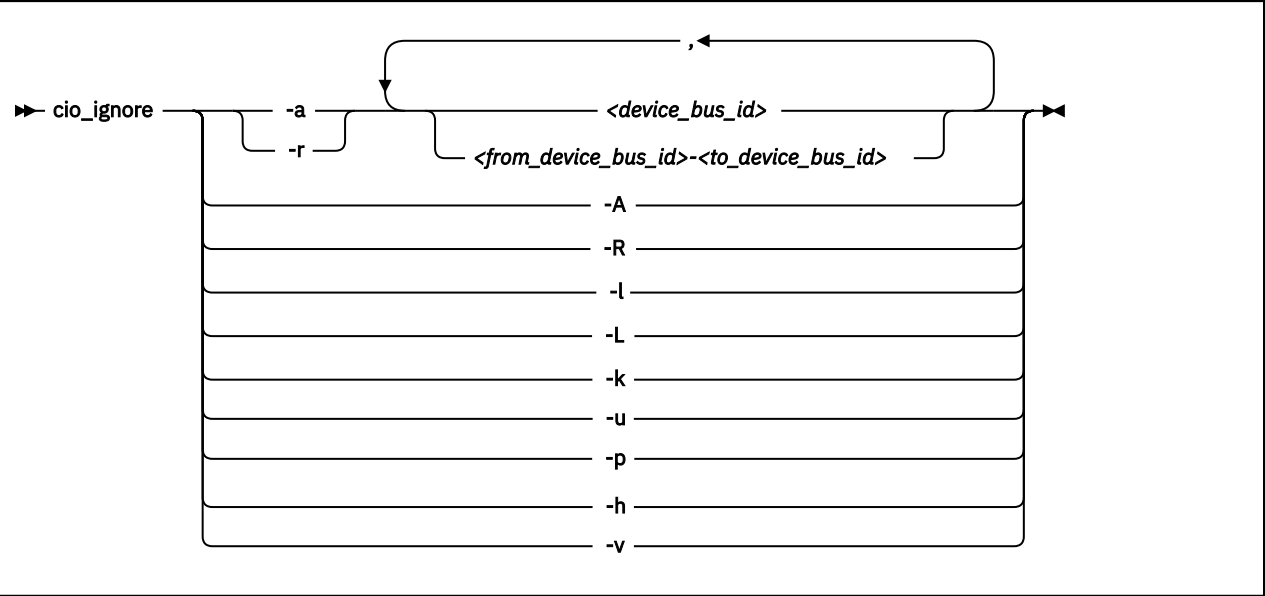 ,
cio_ignore -a <device_bus_id>
-r <from_device_bus_id>-<to_device_bus_id>
-A
-R
-l
-L
-k
-u
-p
-h
-v